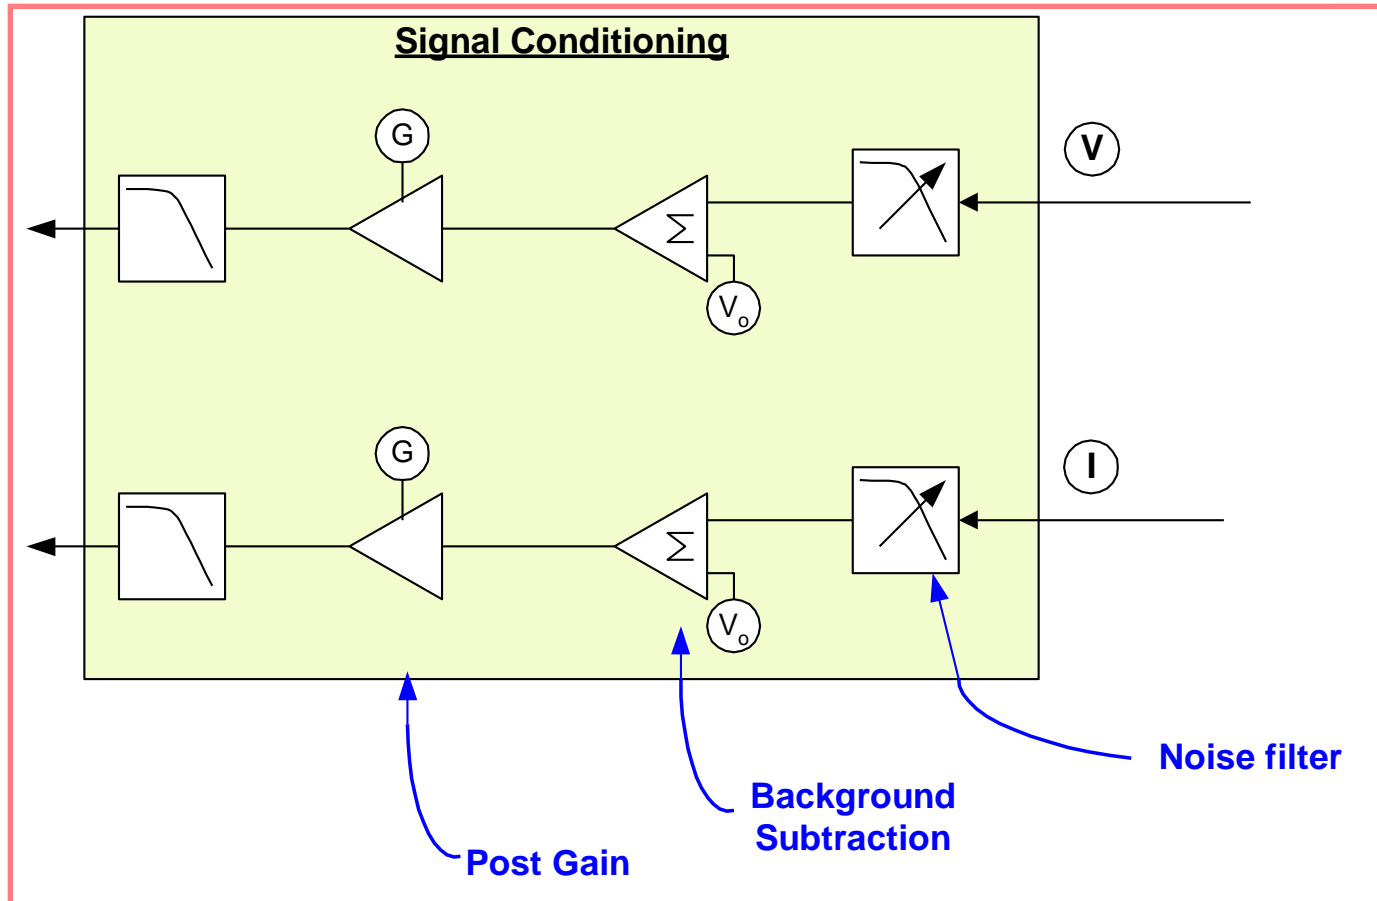 Signal Conditioning
G
V
Σ
Vo
G
I
Σ
Vo
Noise filter
Background
Subtraction
Post Gain